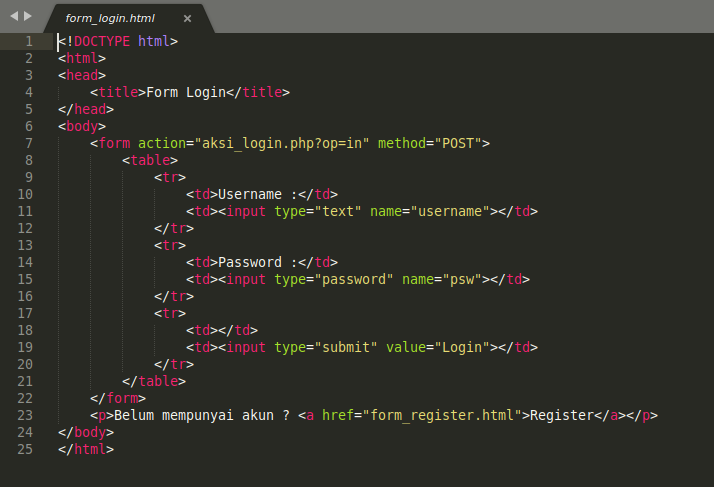 form_login.html ×
1 <!DOCTYPE html>
2 <html>
3 <head>
4     <title>Form Login</title>
5 </head>
6 <body>
7     <form action="aksi_login.php?op=in" method="POST">
8         <table>
9             <tr>
10                 <td>Username :</td>
11                 <td><input type="text" name="username"></td>
12             </tr>
13             <tr>
14                 <td>Password :</td>
15                 <td><input type="password" name="psw"></td>
16             </tr>
17             <tr>
18                 <td></td>
19                 <td><input type="submit" value="Login"></td>
20             </tr>
21         </table>
22     </form>
23     <p>Belum mempunyai akun ? <a href="form_register.html">Register</a></p>
24 </body>
25 </html>